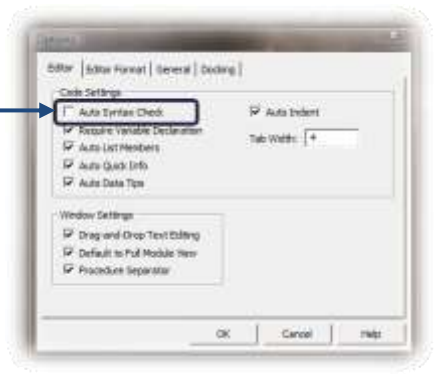 Options
Editor Editor Format General Docking
Code Settings
Auto Syntax Check
Auto Indent
Require Variable Declaration
Tab Width: 4
Auto List Members
Auto Quick Info
Auto Data Tips
Window Settings
Drag-and-Drop Text Editing
Default to Full Module View
Procedure Separator
OK Cancel Help